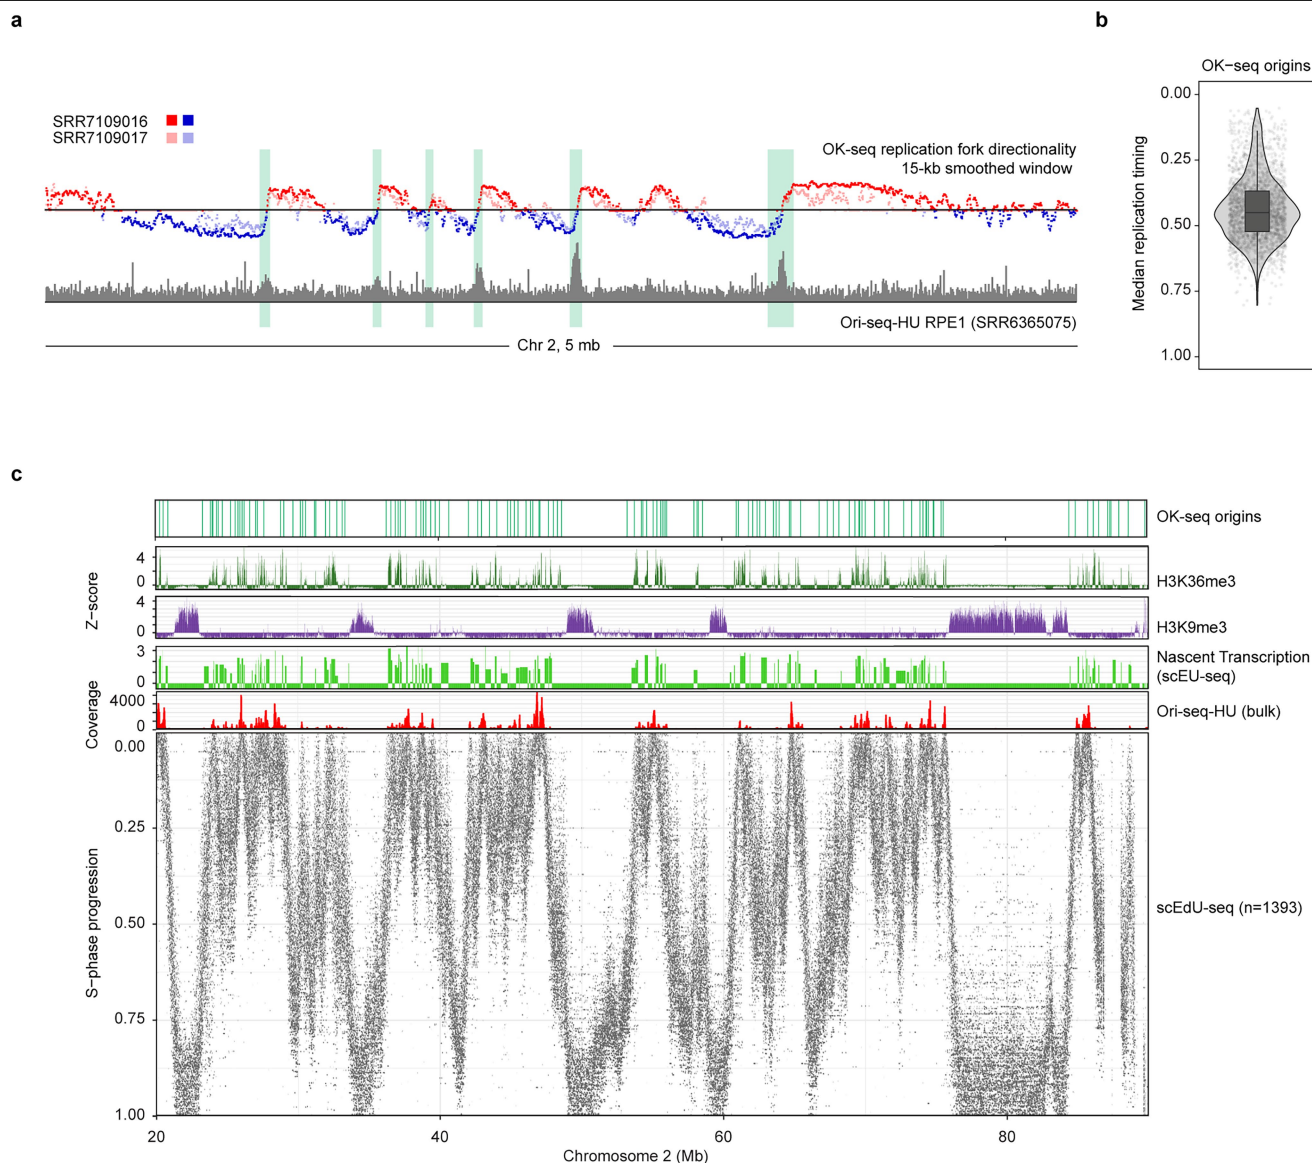 a
b
SRR7109016
SRR7109017
OK-seq replication fork directionality
15-kb smoothed window
Ori-seq-HU RPE1 (SRR6365075)
Chr 2, 5 mb
OK−seq origins
Median replication timing
0.00
0.25
0.50
0.75
1.00
c
OK-seq origins
Z−score
4
0
H3K36me3
4
0
H3K9me3
3
0
Nascent Transcription
(scEU-seq)
Coverage
4000
0
Ori-seq-HU (bulk)
S−phase progression
0.00
0.25
0.50
0.75
1.00
scEdU-seq (n=1393)
20
40
60
80
Chromosome 2 (Mb)